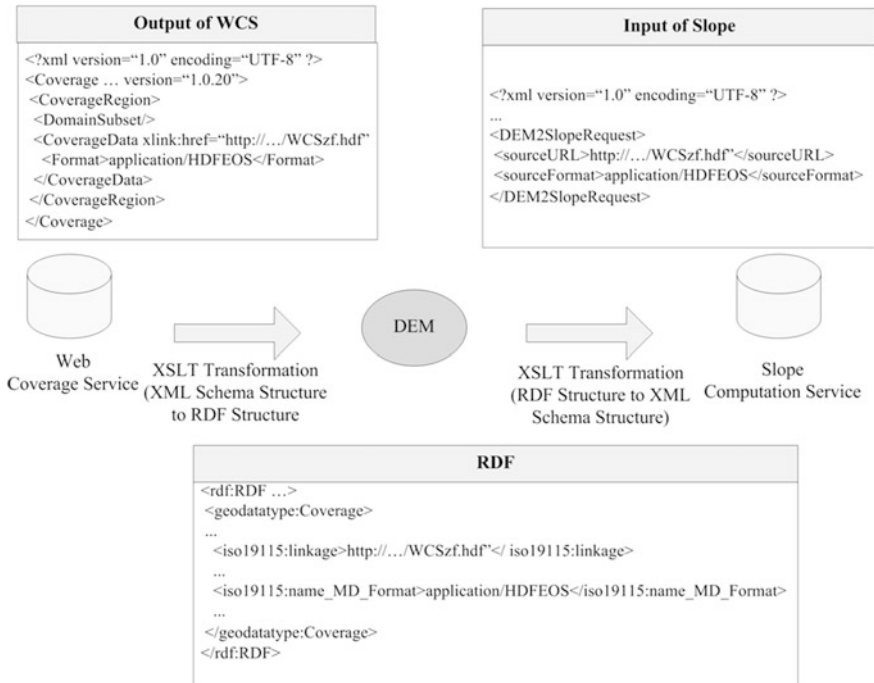 Output of WCS
<?xml version=“1.0” encoding=“UTF-8” ?>
<Coverage … version=“1.0.20”>
<CoverageRegion>
<DomainSubset/>
<CoverageData xlink:href=“http://…/WCSzf.hdf”
<Format>application/HDFEOS</Format>
</CoverageData>
</CoverageRegion>
</Coverage>
Input of Slope
<?xml version=“1.0” encoding=“UTF-8” ?>
...
<DEM2SlopeRequest>
<sourceURL>http://…/WCSzf.hdf”</sourceURL>
<sourceFormat>application/HDFEOS</sourceFormat>
</DEM2SlopeRequest>
Web
Coverage Service
XSLT Transformation
(XML Schema Structure
to RDF Structure
DEM
XSLT Transformation
(RDF Structure to XML
Schema Structure)
Slope
Computation Service
RDF
<rdf:RDF …>
<geodatatype:Coverage>
...
<iso19115:linkage>http://…/WCSzf.hdf”</ iso19115:linkage>
...
<iso19115:name_MD_Format>application/HDFEOS</iso19115:name_MD_Format>
...
</geodatatype:Coverage>
</rdf:RDF>